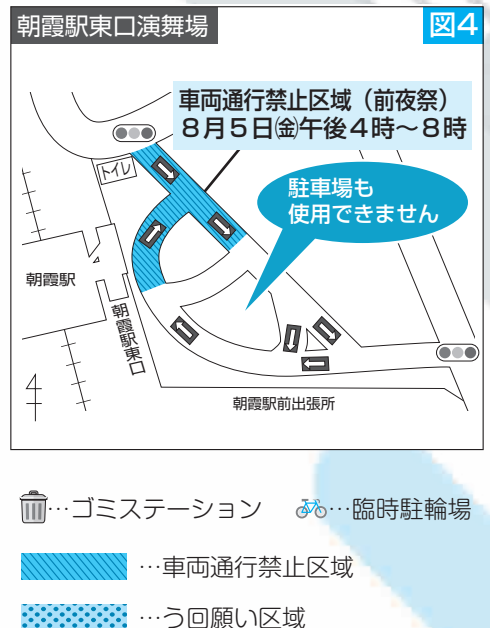 朝霞駅東口演舞場
図4
車両通行禁止区域（前夜祭）
８月５日㈮午後４時～８時
トイレ
駐車場も
使用できません
朝霞駅
朝霞駅東口
朝霞駅前出張所
…ゴミステーション
…臨時駐輪場
…車両通行禁止区域
…う回願い区域